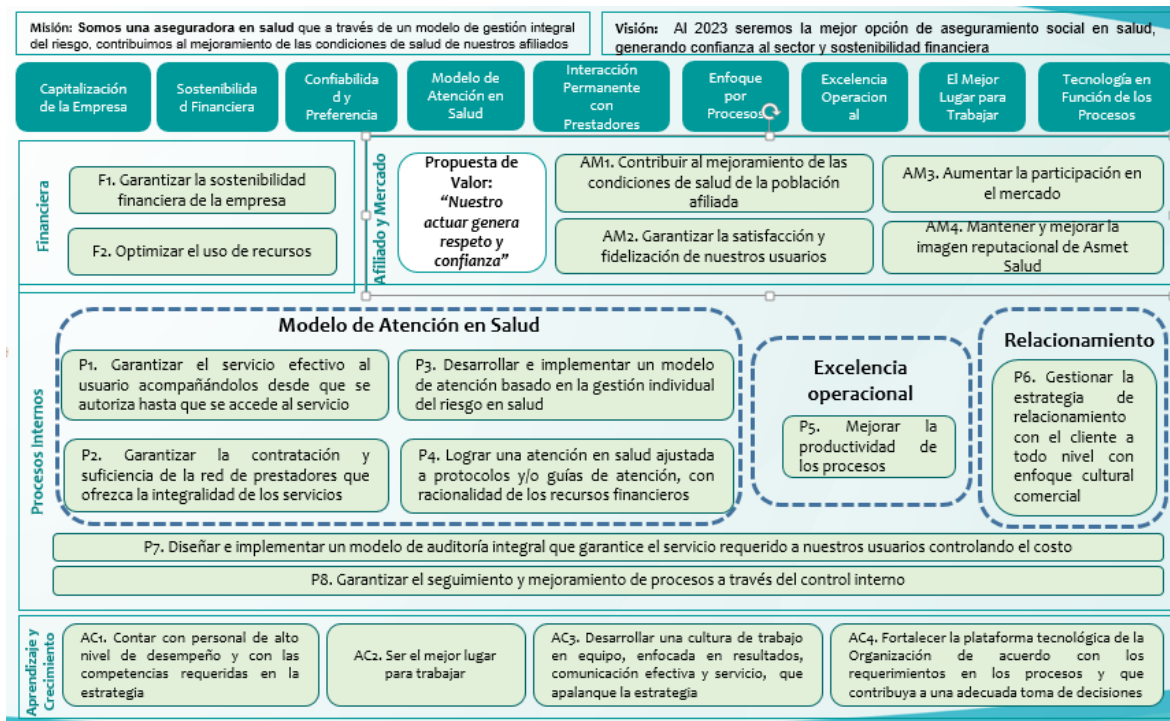 Misión: Somos una aseguradora en salud que a través de un modelo de gestión integral
del riesgo, contribuimos al mejoramiento de las condiciones de salud de nuestros afiliados
Visión: Al 2023 seremos la mejor opción de aseguramiento social en salud,
generando confianza al sector y sostenibilidad financiera
Capitalización
de la Empresa
Sostenibilida
d Financiera
Confiabilida
d y
Preferencia
Modelo de
Atención en
Salud
Interacción
Permanente
con
Prestadores
Enfoque
por
Procesos
Excelencia
Operacion
al
El Mejor
Lugar para
Trabajar
Tecnología en
Función de los
Procesos
Financiera
F1. Garantizar la sostenibilidad
financiera de la empresa
F2. Optimizar el uso de recursos
Afiliado y Mercado
Propuesta de
Valor:
“Nuestro
actuar genera
respeto y
confianza”
AM1. Contribuir al mejoramiento de las
condiciones de salud de la población
afiliada
AM2. Garantizar la satisfacción y
fidelización de nuestros usuarios
AM3. Aumentar la participación en
el mercado
AM4. Mantener y mejorar la
imagen reputacional de Asmet
Salud
Procesos Internos
Modelo de Atención en Salud
P1. Garantizar el servicio efectivo al
usuario acompañándolos desde que se
autoriza hasta que se accede al servicio
P2. Garantizar la contratación y
suficiencia de la red de prestadores que
ofrezca la integralidad de los servicios
P3. Desarrollar e implementar un modelo
de atención basado en la gestión individual
del riesgo en salud
P4. Lograr una atención en salud ajustada
a protocolos y/o guías de atención, con
racionalidad de los recursos financieros
Excelencia
operacional
P5. Mejorar la
productividad de
los procesos
Relacionamiento
P6. Gestionar la
estrategia de
relacionamiento
con el cliente a
todo nivel con
enfoque cultural
comercial
P7. Diseñar e implementar un modelo de auditoría integral que garantice el servicio requerido a nuestros usuarios controlando el costo
P8. Garantizar el seguimiento y mejoramiento de procesos a través del control interno
Aprendizaje y
Crecimiento
AC1. Contar con personal de alto
nivel de desempeño y con las
competencias requeridas en la
estrategia
AC2. Ser el mejor lugar
para trabajar
AC3. Desarrollar una cultura de trabajo
en equipo, enfocada en resultados,
comunicación efectiva y servicio, que
apalanque la estrategia
AC4. Fortalecer la plataforma tecnológica de la
Organización de acuerdo con los
requerimientos en los procesos y que
contribuya a una adecuada toma de decisiones